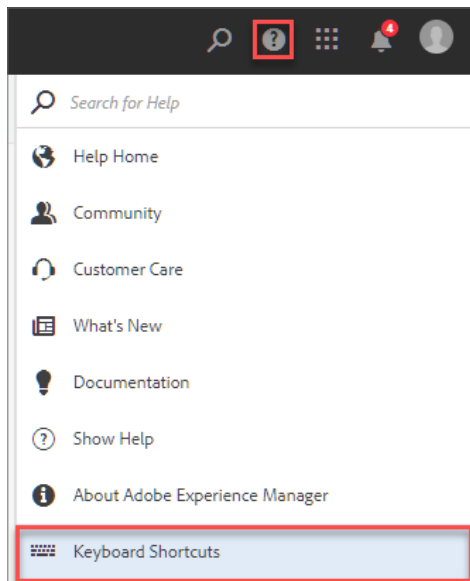 4
Search for Help
Help Home
Community
Customer Care
What's New
Documentation
Show Help
About Adobe Experience Manager
Keyboard Shortcuts